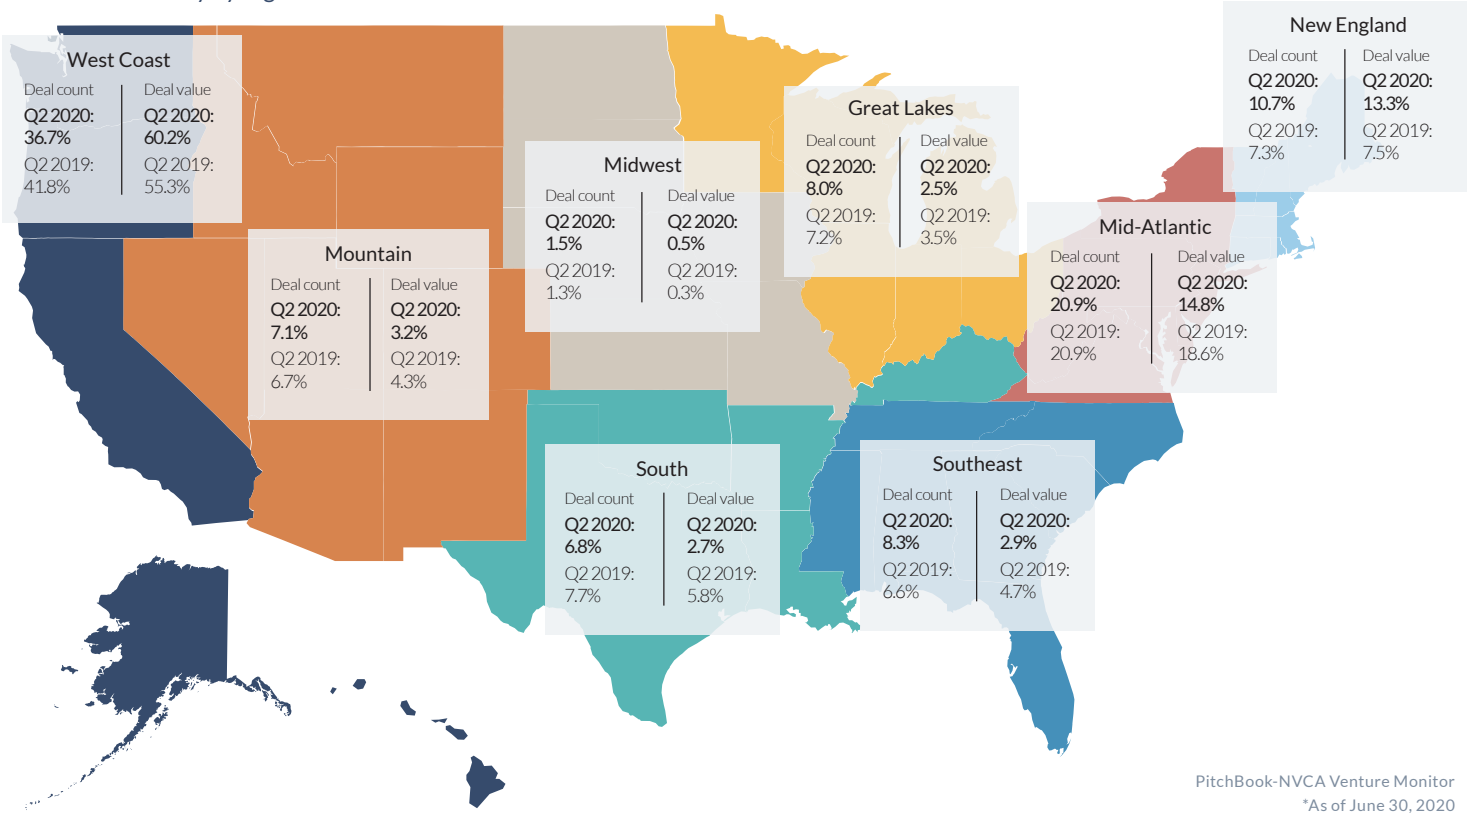 West Coast
Deal count
Q2 2020:
36.7%
Q2 2019:
41.8%
Deal value
Q2 2020:
60.2%
Q2 2019:
55.3%
Mountain
Deal count
Q2 2020:
7.1%
Q2 2019:
6.7%
Deal value
Q2 2020:
3.2%
Q2 2019:
4.3%
Midwest
Deal count
Q2 2020:
1.5%
Q2 2019:
1.3%
Deal value
Q2 2020:
0.5%
Q2 2019:
0.3%
Great Lakes
Deal count
Q2 2020:
8.0%
Q2 2019:
7.2%
Deal value
Q2 2020:
2.5%
Q2 2019:
3.5%
New England
Deal count
Q2 2020:
10.7%
Q2 2019:
7.3%
Deal value
Q2 2020:
13.3%
Q2 2019:
7.5%
Mid-Atlantic
Deal count
Q2 2020:
20.9%
Q2 2019:
20.9%
Deal value
Q2 2020:
14.8%
Q2 2019:
18.6%
South
Deal count
Q2 2020:
6.8%
Q2 2019:
7.7%
Deal value
Q2 2020:
2.7%
Q2 2019:
5.8%
Southeast
Deal count
Q2 2020:
8.3%
Q2 2019:
6.6%
Deal value
Q2 2020:
2.9%
Q2 2019:
4.7%
PitchBook-NVCA Venture Monitor
*As of June 30, 2020